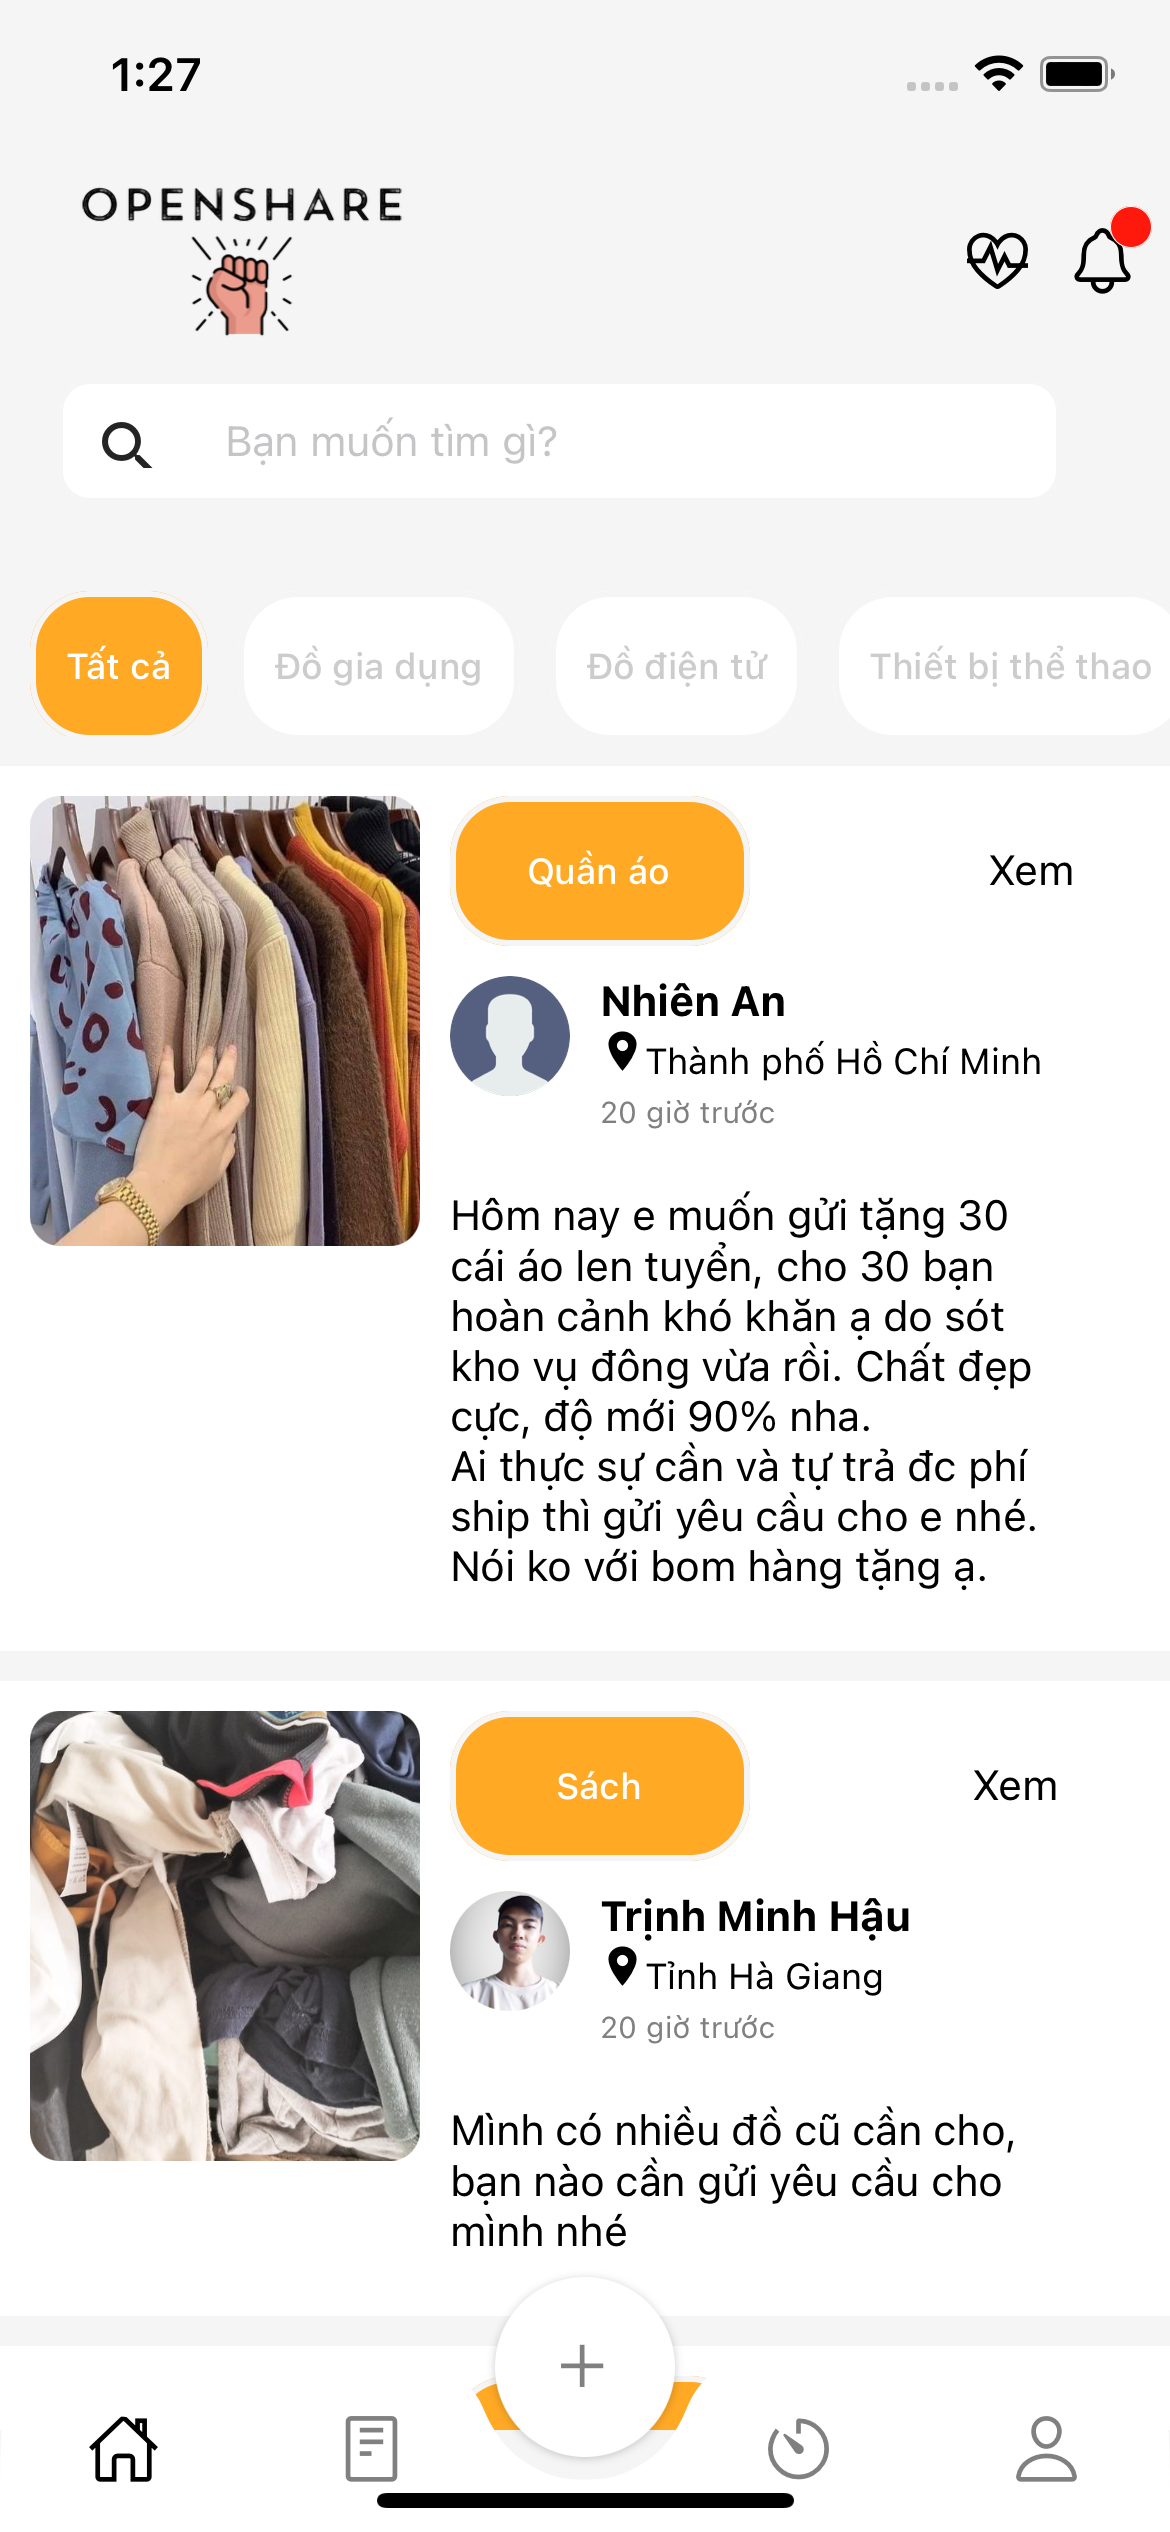 1:27
OPENSHARE
Bạn muốn tìm gì?
Tất cả
Đồ gia dụng
Đồ điện tử
Thiết bị thể thao
Quần áo
Xem
Nhiên An
Thành phố Hồ Chí Minh
20 giờ trước
Hôm nay e muốn gửi tặng 30
cái áo len tuyển, cho 30 bạn
hoàn cảnh khó khăn ạ do sót
kho vụ đông vừa rồi. Chất đẹp
cực, độ mới 90% nha.
Ai thực sự cần và tự trả đc phí
ship thì gửi yêu cầu cho e nhé.
Nói ko với bom hàng tặng ạ.
Sách
Xem
Trịnh Minh Hậu
Tỉnh Hà Giang
20 giờ trước
Mình có nhiều đồ cũ cần cho,
bạn nào cần gửi yêu cầu cho
mình nhé